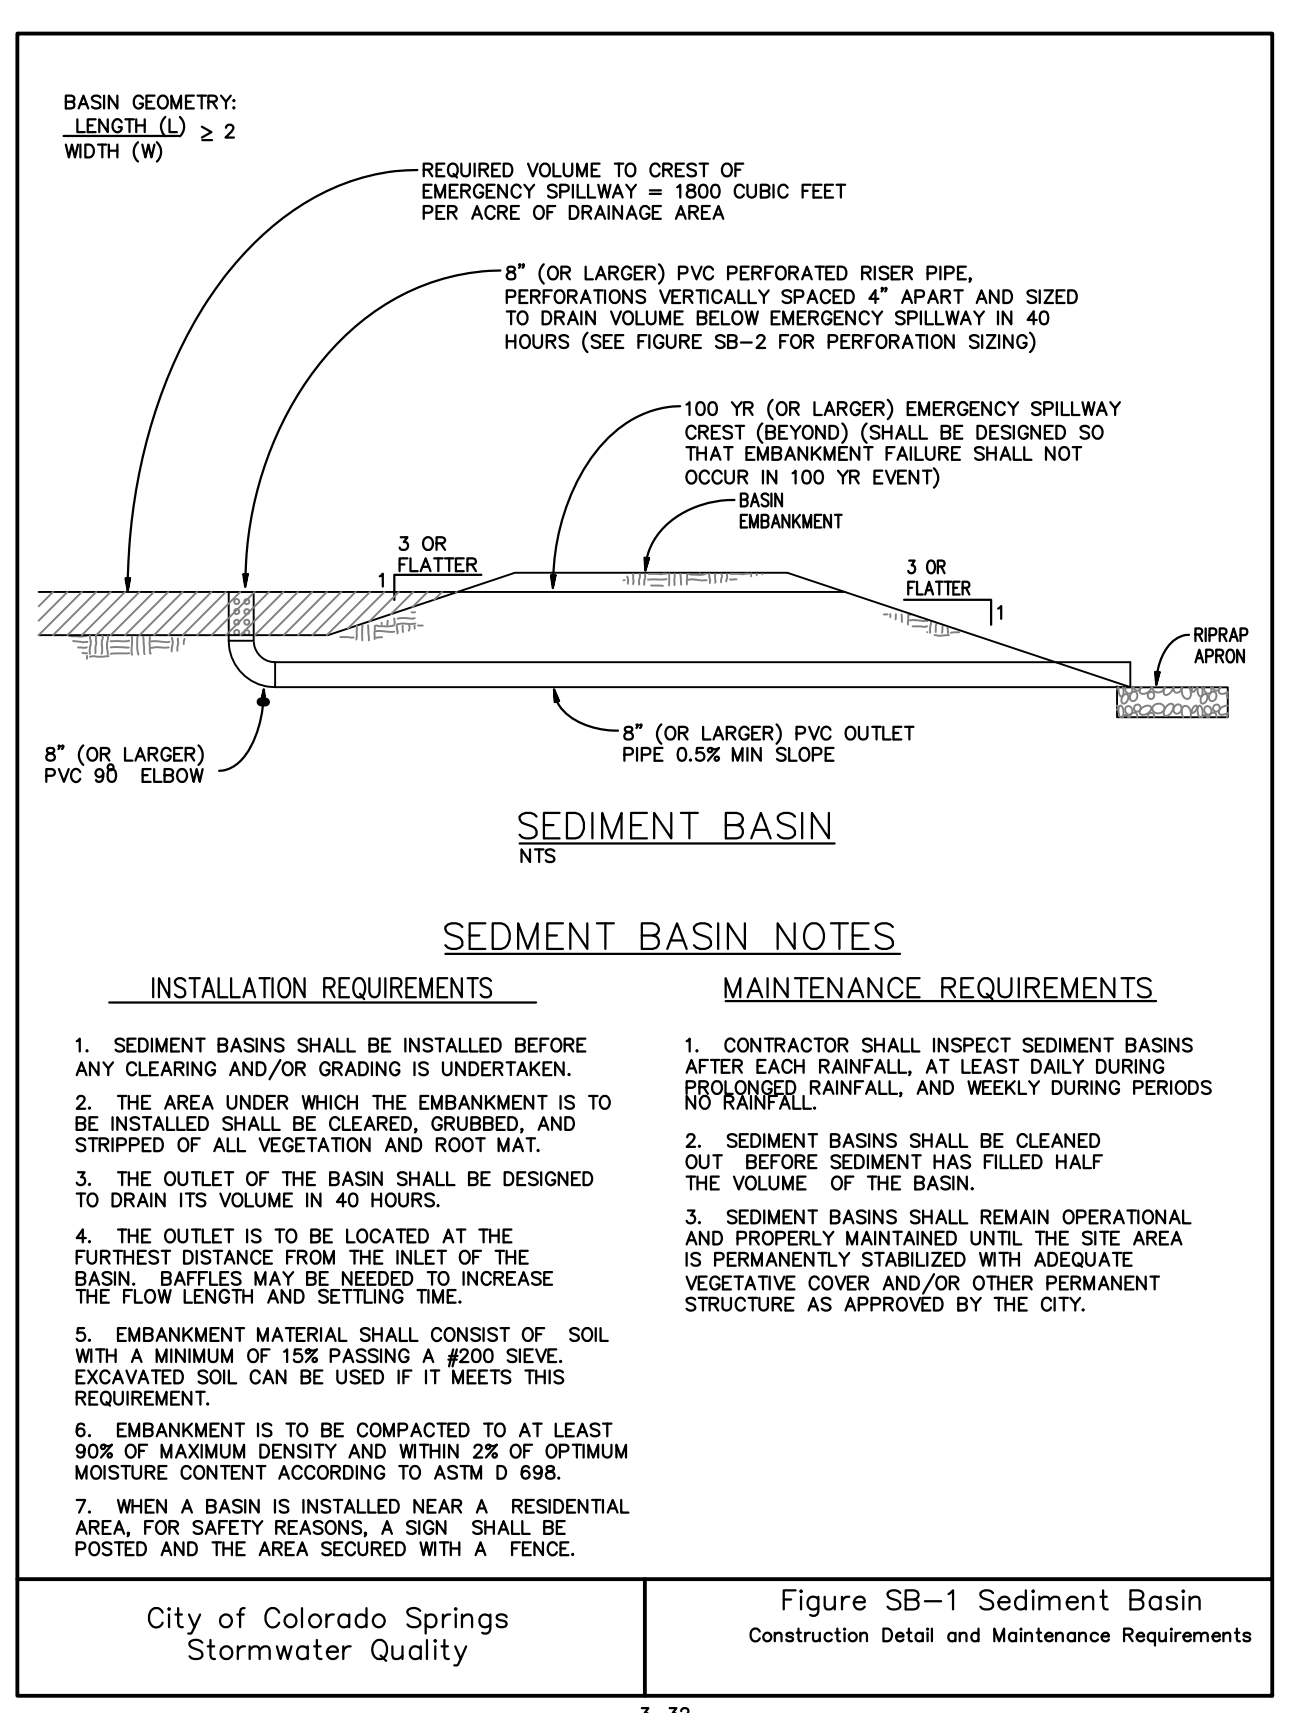 BASIN GEOMETRY:
LENGTH (L)
≥ 2
WIDTH (W)
REQUIRED VOLUME TO CREST OF
EMERGENCY SPILLWAY = 1800 CUBIC FEET
PER ACRE OF DRAINAGE AREA
8" (OR LARGER) PVC PERFORATED RISER PIPE,
PERFORATIONS VERTICALLY SPACED 4" APART AND SIZED
TO DRAIN VOLUME BELOW EMERGENCY SPILLWAY IN 40
HOURS (SEE FIGURE SB-2 FOR PERFORATION SIZING)
100 YR (OR LARGER) EMERGENCY SPILLWAY
CREST (BEYOND) (SHALL BE DESIGNED SO
THAT EMBANKMENT FAILURE SHALL NOT
OCCUR IN 100 YR EVENT)
BASIN
EMBANKMENT
3 OR
FLATTER
1
3 OR
FLATTER
1
RIPRAP
APRON
8" (OR LARGER) PVC OUTLET
PIPE 0.5% MIN SLOPE
8" (OR LARGER)
PVC 90° ELBOW
SEDIMENT BASIN
NTS
SEDMENT BASIN NOTES
INSTALLATION REQUIREMENTS
1. SEDIMENT BASINS SHALL BE INSTALLED BEFORE
ANY CLEARING AND/OR GRADING IS UNDERTAKEN.
2. THE AREA UNDER WHICH THE EMBANKMENT IS TO
BE INSTALLED SHALL BE CLEARED, GRUBBED, AND
STRIPPED OF ALL VEGETATION AND ROOT MAT.
3. THE OUTLET OF THE BASIN SHALL BE DESIGNED
TO DRAIN ITS VOLUME IN 40 HOURS.
4. THE OUTLET IS TO BE LOCATED AT THE
FURTHEST DISTANCE FROM THE INLET OF THE
BASIN. BAFFLES MAY BE NEEDED TO INCREASE
THE FLOW LENGTH AND SETTLING TIME.
5. EMBANKMENT MATERIAL SHALL CONSIST OF SOIL
WITH A MINIMUM OF 15% PASSING A #200 SIEVE.
EXCAVATED SOIL CAN BE USED IF IT MEETS THIS
REQUIREMENT.
6. EMBANKMENT IS TO BE COMPACTED TO AT LEAST
90% OF MAXIMUM DENSITY AND WITHIN 2% OF OPTIMUM
MOISTURE CONTENT ACCORDING TO ASTM D 698.
7. WHEN A BASIN IS INSTALLED NEAR A RESIDENTIAL
AREA, FOR SAFETY REASONS, A SIGN SHALL BE
POSTED AND THE AREA SECURED WITH A FENCE.
MAINTENANCE REQUIREMENTS
1. CONTRACTOR SHALL INSPECT SEDIMENT BASINS
AFTER EACH RAINFALL, AT LEAST DAILY DURING
PROLONGED RAINFALL, AND WEEKLY DURING PERIODS
NO RAINFALL.
2. SEDIMENT BASINS SHALL BE CLEANED
OUT BEFORE SEDIMENT HAS FILLED HALF
THE VOLUME OF THE BASIN.
3. SEDIMENT BASINS SHALL REMAIN OPERATIONAL
AND PROPERLY MAINTAINED UNTIL THE SITE AREA
IS PERMANENTLY STABILIZED WITH ADEQUATE
VEGETATIVE COVER AND/OR OTHER PERMANENT
STRUCTURE AS APPROVED BY THE CITY.
City of Colorado Springs
Stormwater Quality
Figure SB-1 Sediment Basin
Construction Detail and Maintenance Requirements